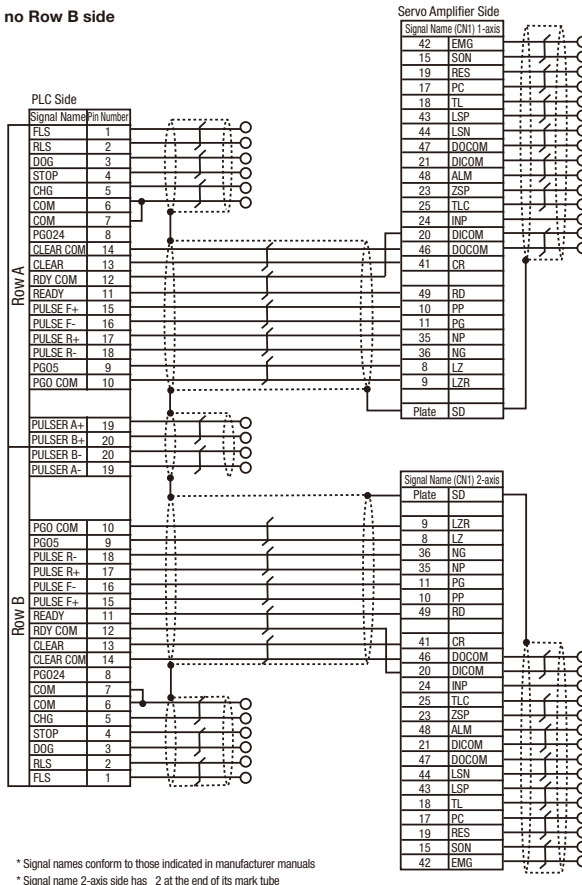 no Row B side
Servo Amplifier Side
Signal Name (CN1) 1-axis
42 EMG
15 SON
19 RES
17 PC
18 TL
43 LSP
44 LSN
47 DOCOM
21 DICOM
48 ALM
23 ZSP
25 TLC
24 INP
20 DICOM
46 DOCOM
41 CR
49 RD
10 PP
11 PG
35 NP
36 NG
8 LZ
9 LZR
Plate SD
PLC Side
Signal Name Pin Number
Row A
FLS 1
RLS 2
DOG 3
STOP 4
CHG 5
COM 6
COM 7
PGO24 8
CLEAR COM 14
CLEAR 13
RDY COM 12
READY 11
PULSE F+ 15
PULSE F- 16
PULSE R+ 17
PULSE R- 18
PGO5 9
PGO COM 10
PULSER A+ 19
PULSER B+ 20
PULSER B- 20
PULSER A- 19
Row B
PGO COM 10
PGO5 9
PULSE R- 18
PULSE R+ 17
PULSE F- 16
PULSE F+ 15
READY 11
RDY COM 12
CLEAR 13
CLEAR COM 14
PGO24 8
COM 7
COM 6
CHG 5
STOP 4
DOG 3
RLS 2
FLS 1
Signal Name (CN1) 2-axis
Plate SD
9 LZR
8 LZ
36 NG
35 NP
11 PG
10 PP
49 RD
41 CR
46 DOCOM
20 DICOM
24 INP
25 TLC
23 ZSP
48 ALM
21 DICOM
47 DOCOM
44 LSN
43 LSP
18 TL
17 PC
19 RES
15 SON
42 EMG
* Signal names conform to those indicated in manufacturer manuals
* Signal name 2-axis side has _2 at the end of its mark tube